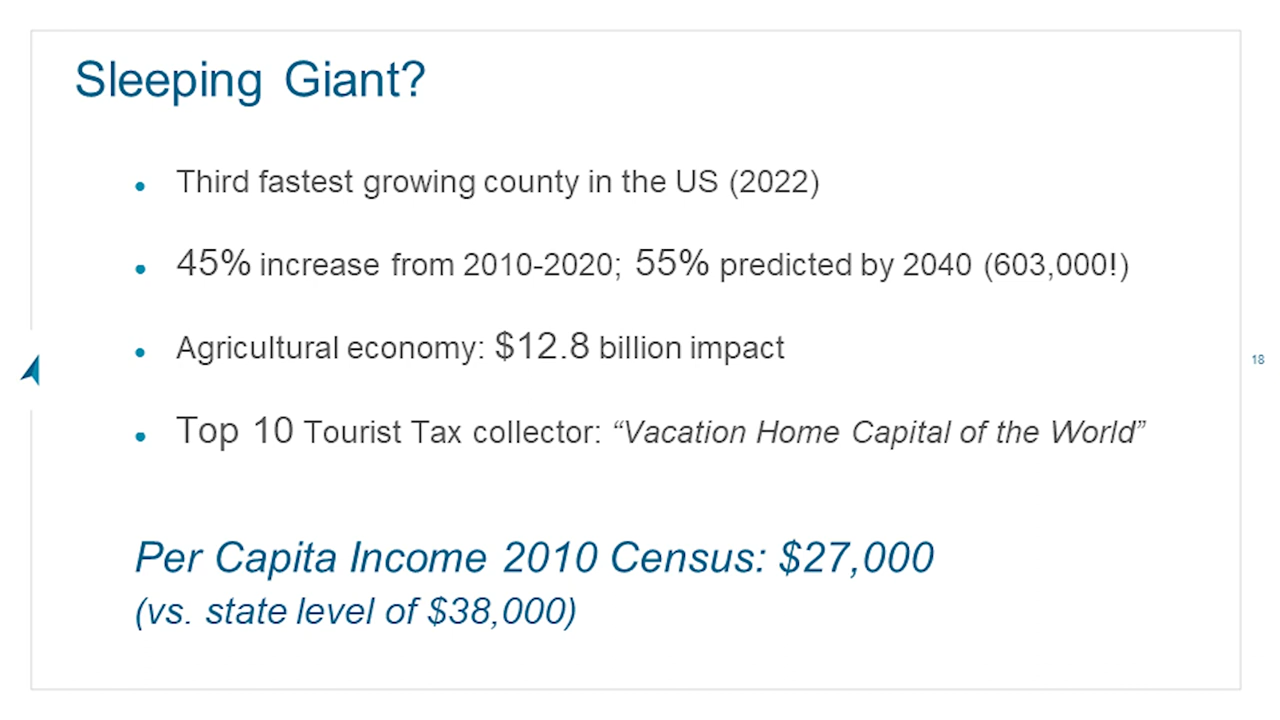 Sleeping Giant?
• Third fastest growing county in the US (2022)
• 45% increase from 2010-2020; 55% predicted by 2040 (603,000!)
• Agricultural economy: $12.8 billion impact
18
• Top 10 Tourist Tax collector: “Vacation Home Capital of the World”
Per Capita Income 2010 Census: $27,000
(vs. state level of $38,000)